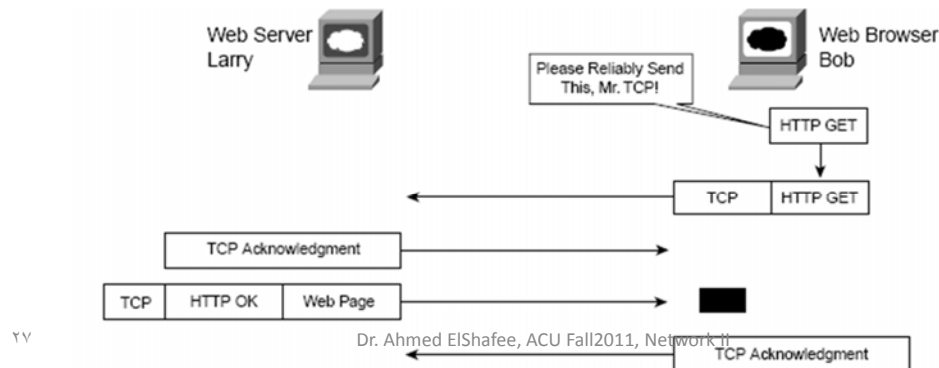 Web Server
Larry
Web Browser
Bob
Please Reliably Send
This, Mr. TCP!
HTTP GET
TCP HTTP GET
TCP Acknowledgment
TCP HTTP OK Web Page
٢٧
Dr. Ahmed ElShafee, ACU Fall2011, Network II
TCP Acknowledgment